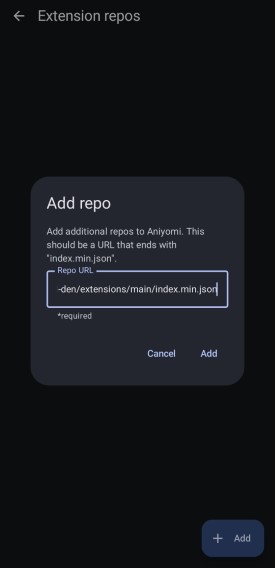 Extension repos
Add repo
Add additional repos to Aniyomi. This
should be a URL that ends with
"index.min.json".
Repo URL
-den/extensions/main/index.min.json
*required
Cancel
Add
Add